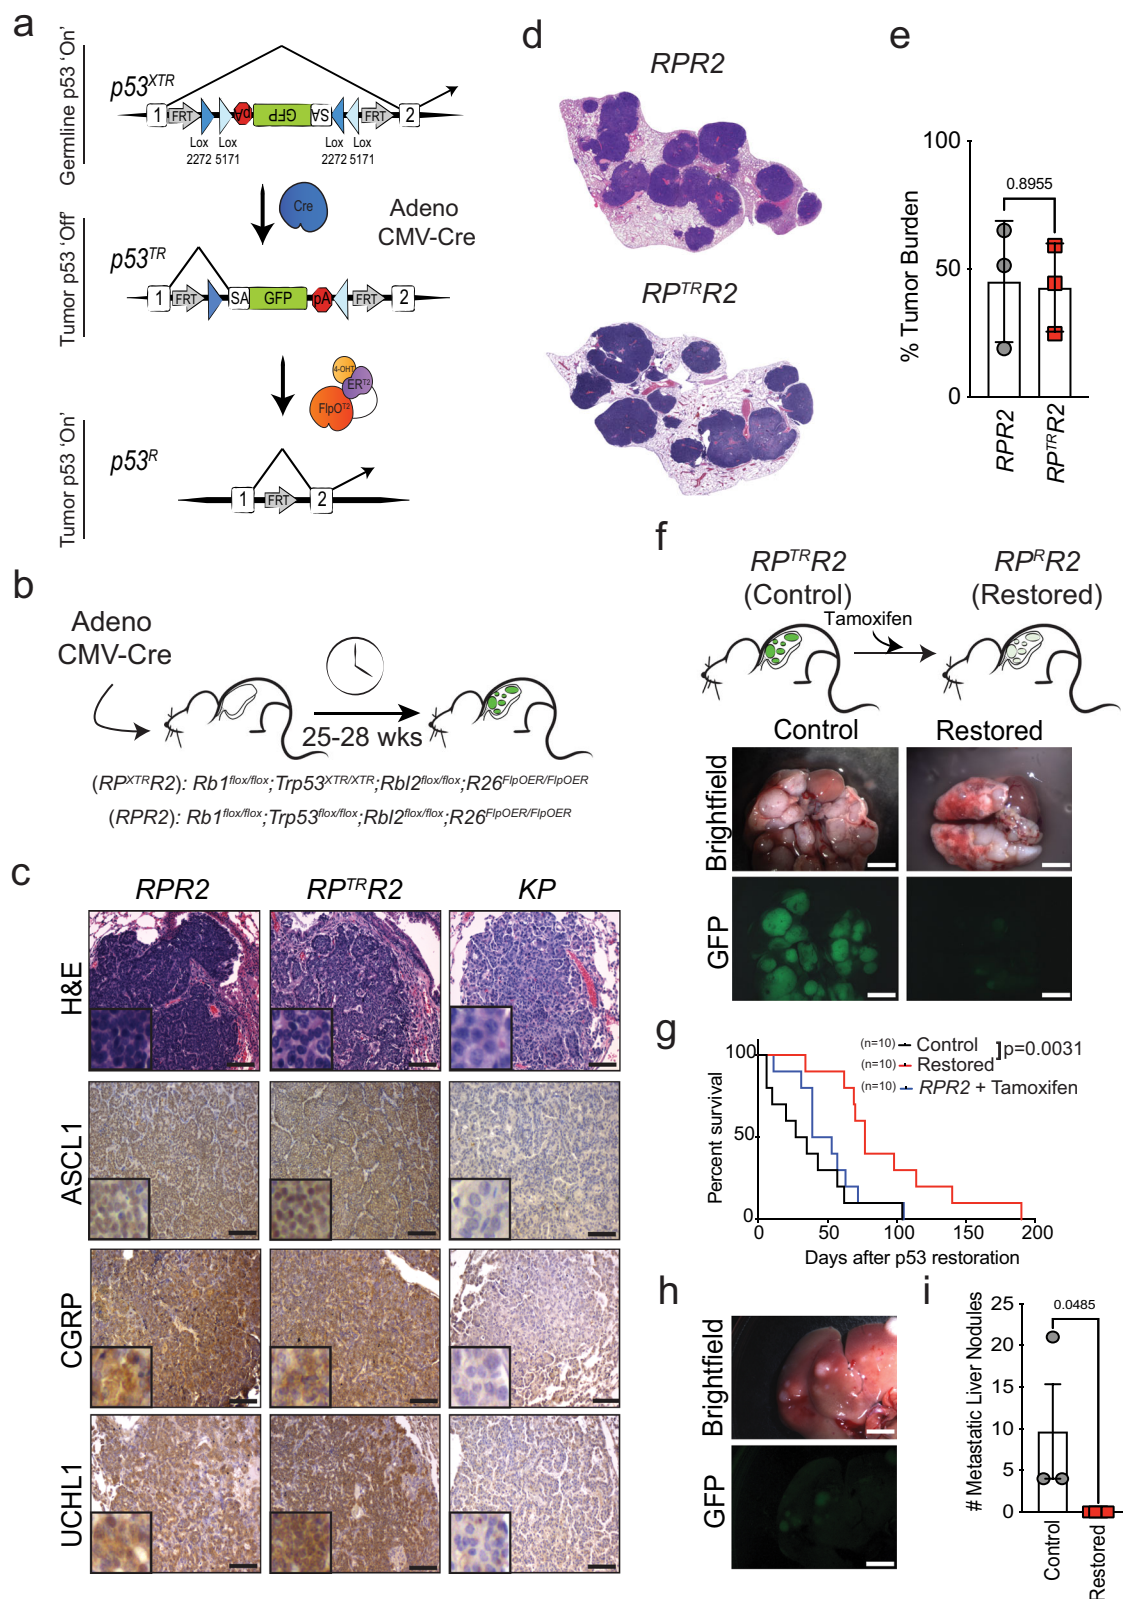 a
Germline p53 'On'
p53XTR
1
FRT
pA
GFP
SA
FRT
2
Lox
2272
Lox
5171
Lox
2272
Lox
5171
Cre
Adeno
CMV-Cre
Tumor p53 'Off'
p53TR
1
FRT
SA
GFP
pA
FRT
2
4-OHT
ERT2
FlpOT2
Tumor p53 'On'
p53R
1
FRT
2
b
Adeno
CMV-Cre
25-28 wks
(RPXTRR2): Rb1flox/flox;Trp53XTR/XTR;Rbl2flox/flox;R26FlpOER/FlpOER
(RPR2): Rb1flox/flox;Trp53flox/flox;Rbl2flox/flox;R26FlpOER/FlpOER
c
RPR2
RPTRR2
KP
H&E
ASCL1
CGRP
UCHL1
d
RPR2
RPTRR2
e
% Tumor Burden
100
50
0
0.8955
RPR2
RPTRR2
f
RPTRR2
(Control)
Tamoxifen
RPRR2
(Restored)
Control
Restored
Brightfield
GFP
g
(n=10) Control
(n=10) Restored
]p=0.0031
(n=10) RPR2 + Tamoxifen
Percent survival
100
50
0
0
50
100
150
200
Days after p53 restoration
h
Brightfield
GFP
i
# Metastatic Liver Nodules
25
20
15
10
5
0
0.0485
Control
Restored